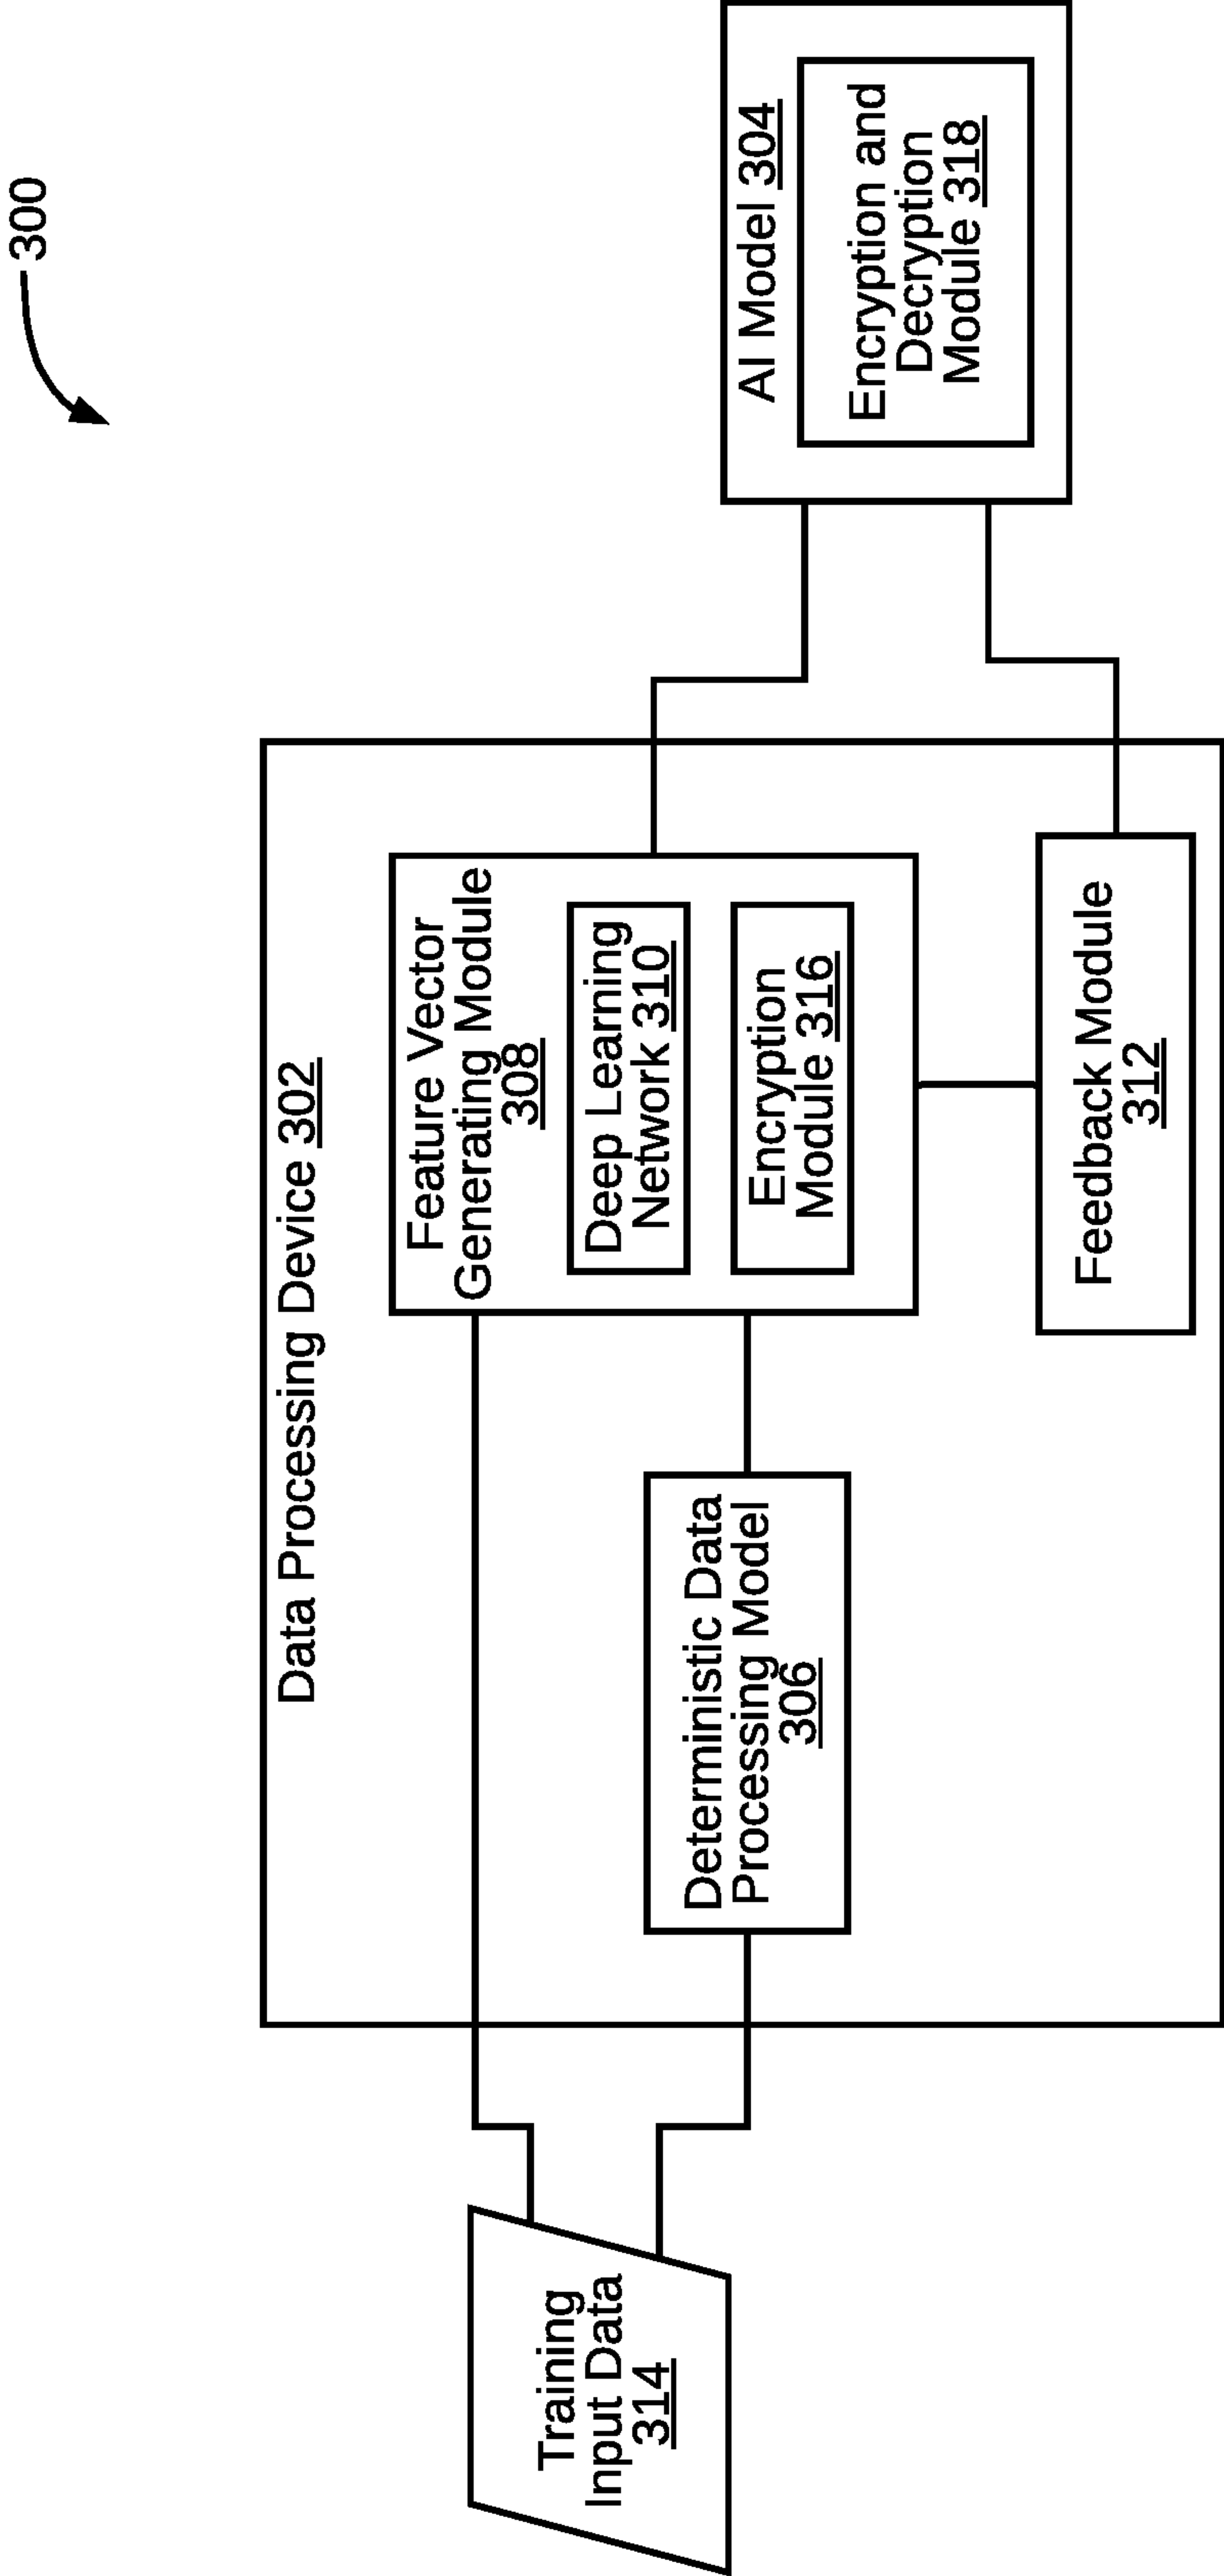 300
Data Processing Device 302
Training
Input Data
314
Deterministic Data
Processing Model
306
Feature Vector
Generating Module
308
Deep Learning
Network 310
Encryption
Module 316
Feedback Module
312
AI Model 304
Encryption and
Decryption
Module 318